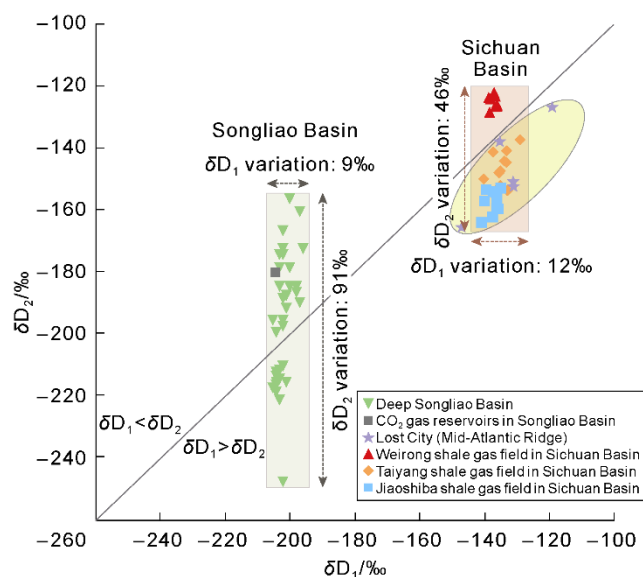 −100
−120
−140
−160
−180
−200
−220
−240
−260
δD₂/‰
−260
−240
−220
−200
−180
−160
−140
−120
−100
δD₁/‰
Songliao Basin
δD₁ variation: 9‰
δD₂ variation: 91‰
Sichuan
Basin
δD₂ variation: 46‰
δD₁ variation: 12‰
δD₁<δD₂
δD₁>δD₂
Deep Songliao Basin
CO₂ gas reservoirs in Songliao Basin
Lost City (Mid-Atlantic Ridge)
Weirong shale gas field in Sichuan Basin
Taiyang shale gas field in Sichuan Basin
Jiaoshiba shale gas field in Sichuan Basin